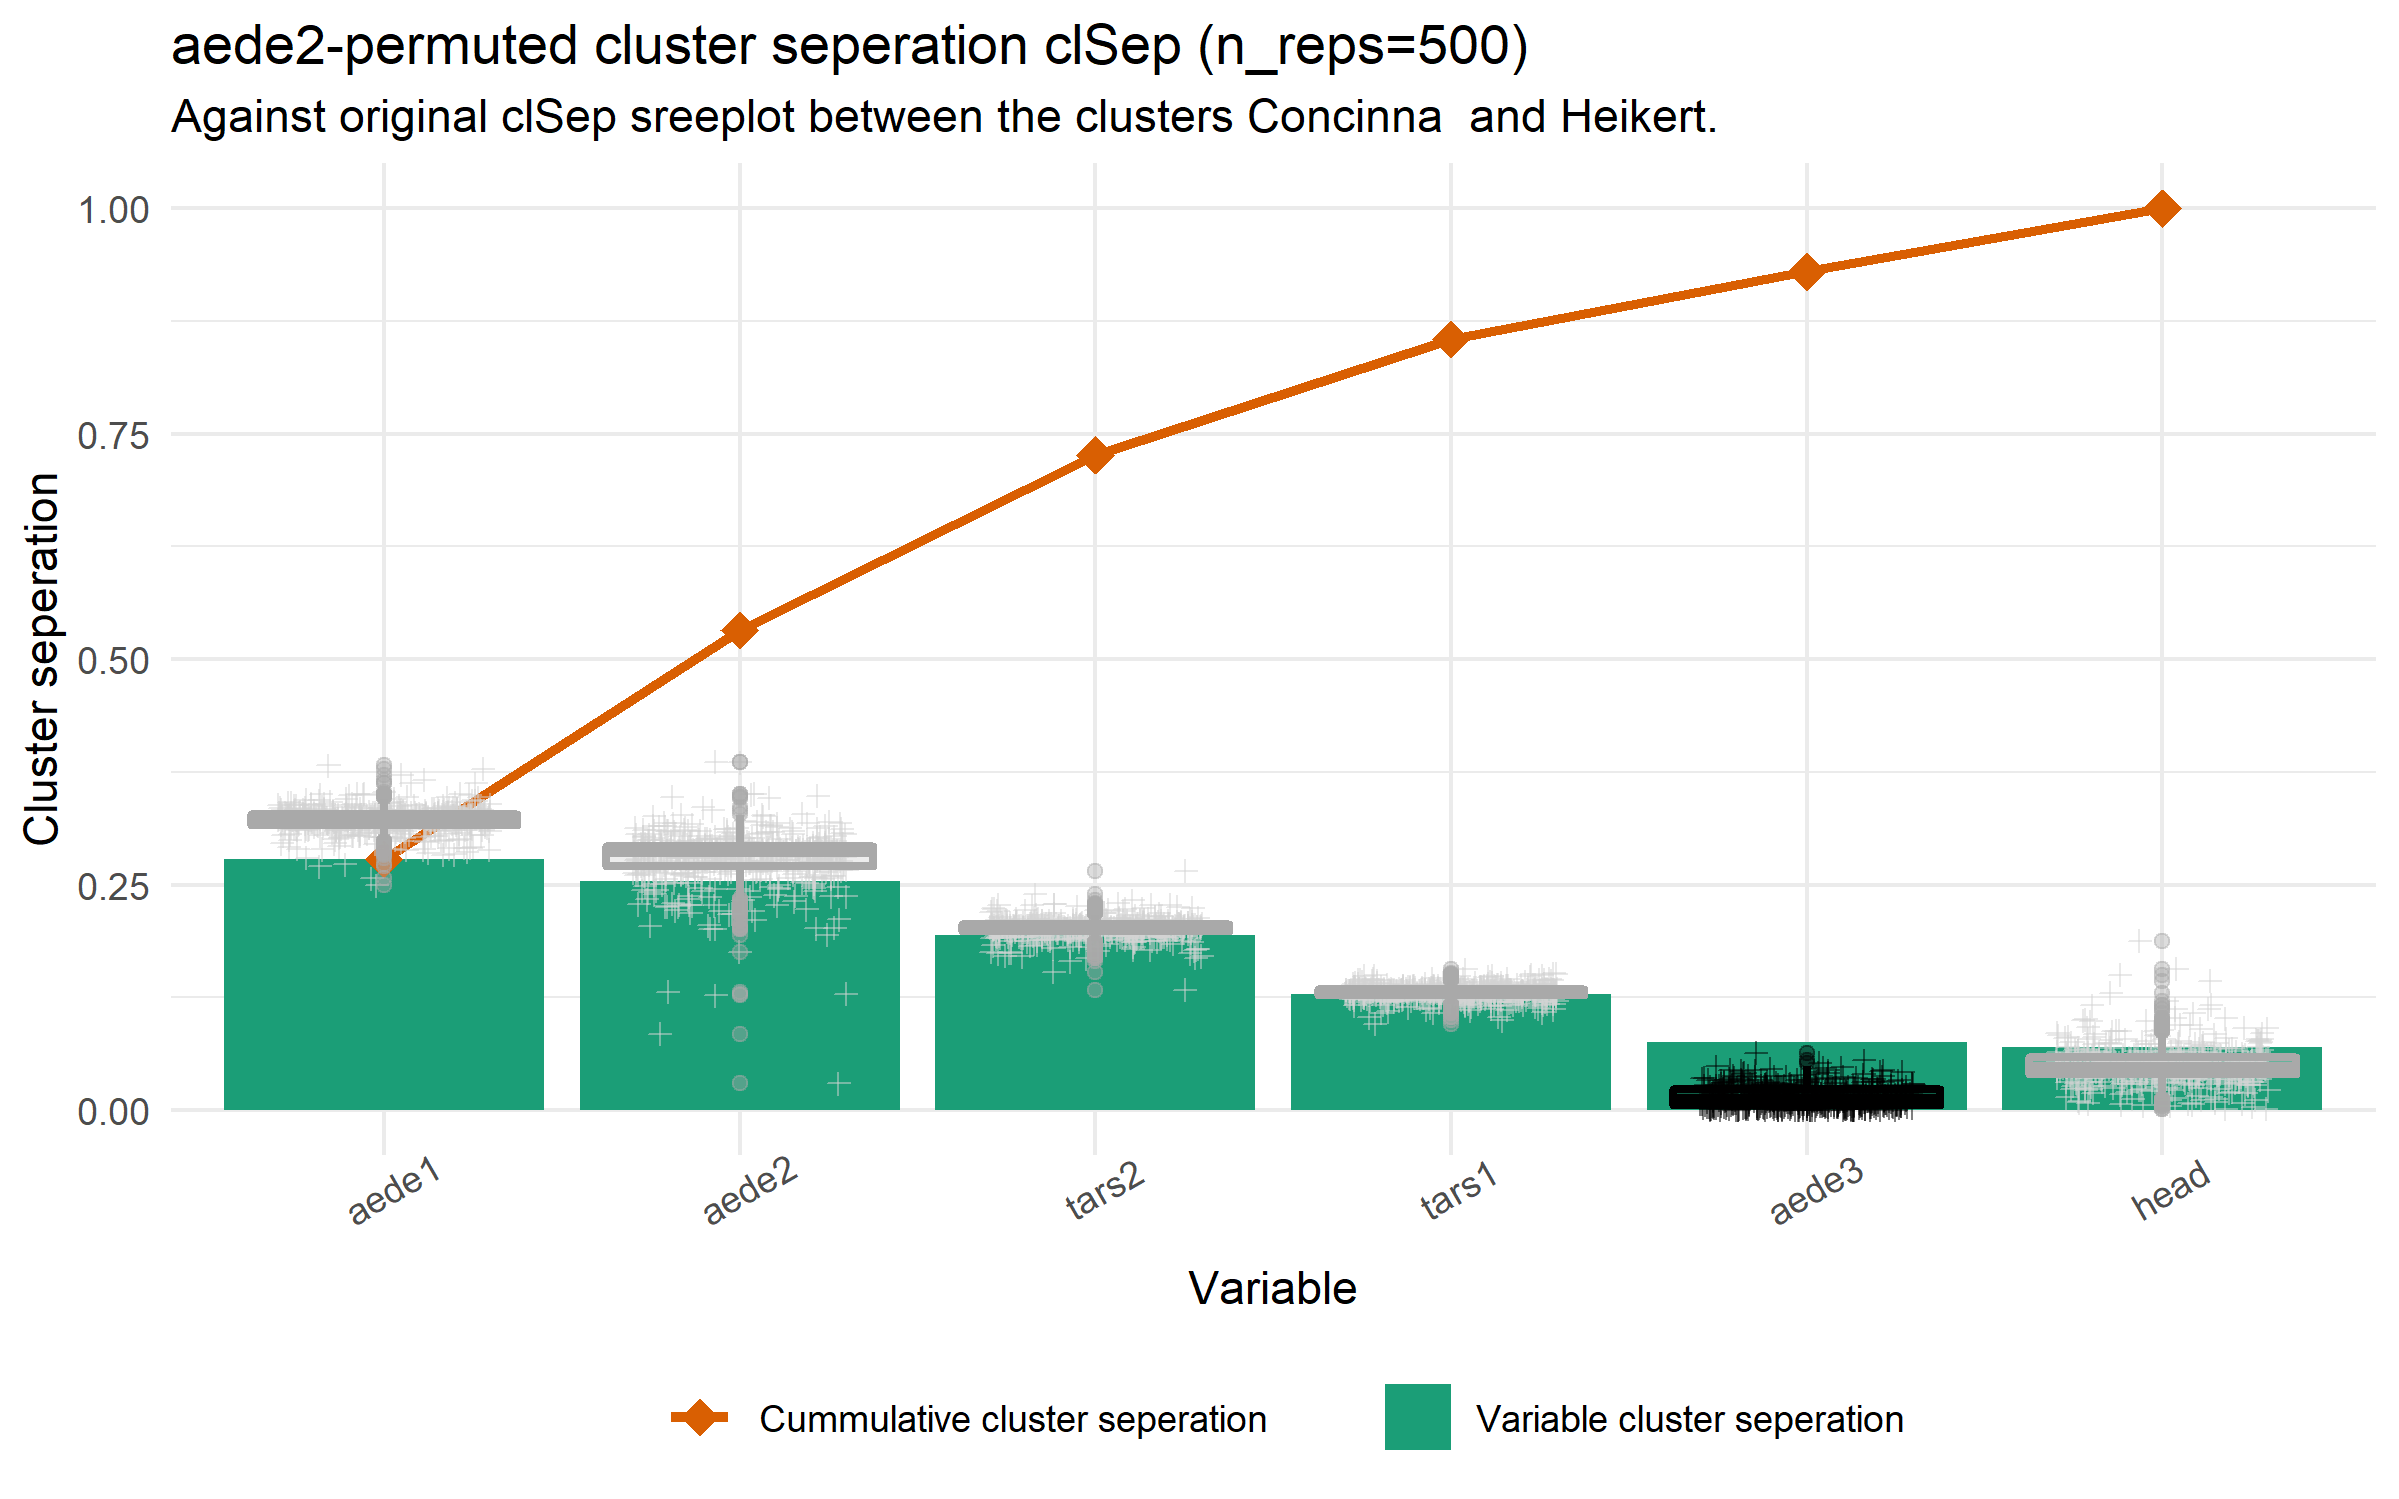 aede2-permuted cluster seperation clSep (n_reps=500)
Against original clSep sreeplot between the clusters Concinna  and Heikert.
Cluster seperation
1.00
0.75
0.50
0.25
0.00
aede1
aede2
tars2
tars1
aede3
head
Variable
Cummulative cluster seperation
Variable cluster seperation